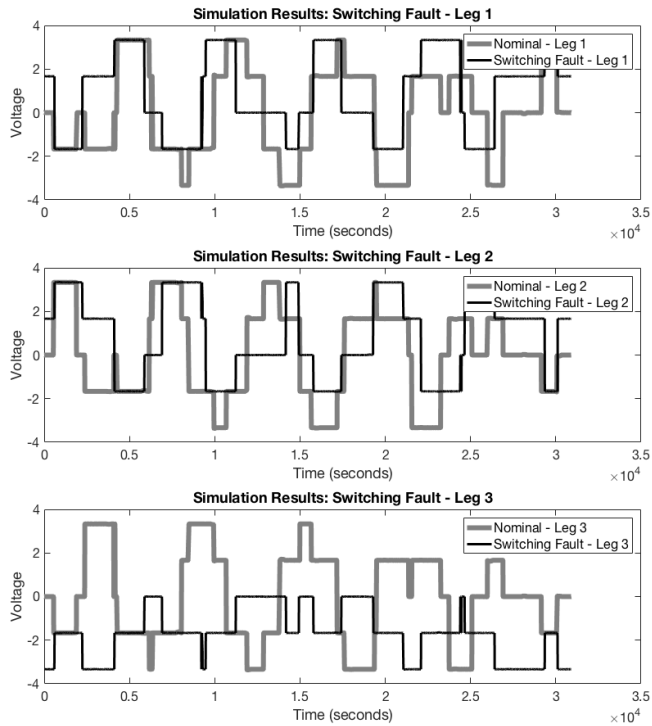 Simulation Results: Switching Fault - Leg 1
4
2
0
-2
-4
Voltage
Nominal - Leg 1
Switching Fault - Leg 1
0 0.5 1 1.5 2 2.5 3 3.5
Time (seconds)
×10⁴
Simulation Results: Switching Fault - Leg 2
4
2
0
-2
-4
Voltage
Nominal - Leg 2
Switching Fault - Leg 2
0 0.5 1 1.5 2 2.5 3 3.5
Time (seconds)
×10⁴
Simulation Results: Switching Fault - Leg 3
4
2
0
-2
-4
Voltage
Nominal - Leg 3
Switching Fault - Leg 3
0 0.5 1 1.5 2 2.5 3 3.5
Time (seconds)
×10⁴